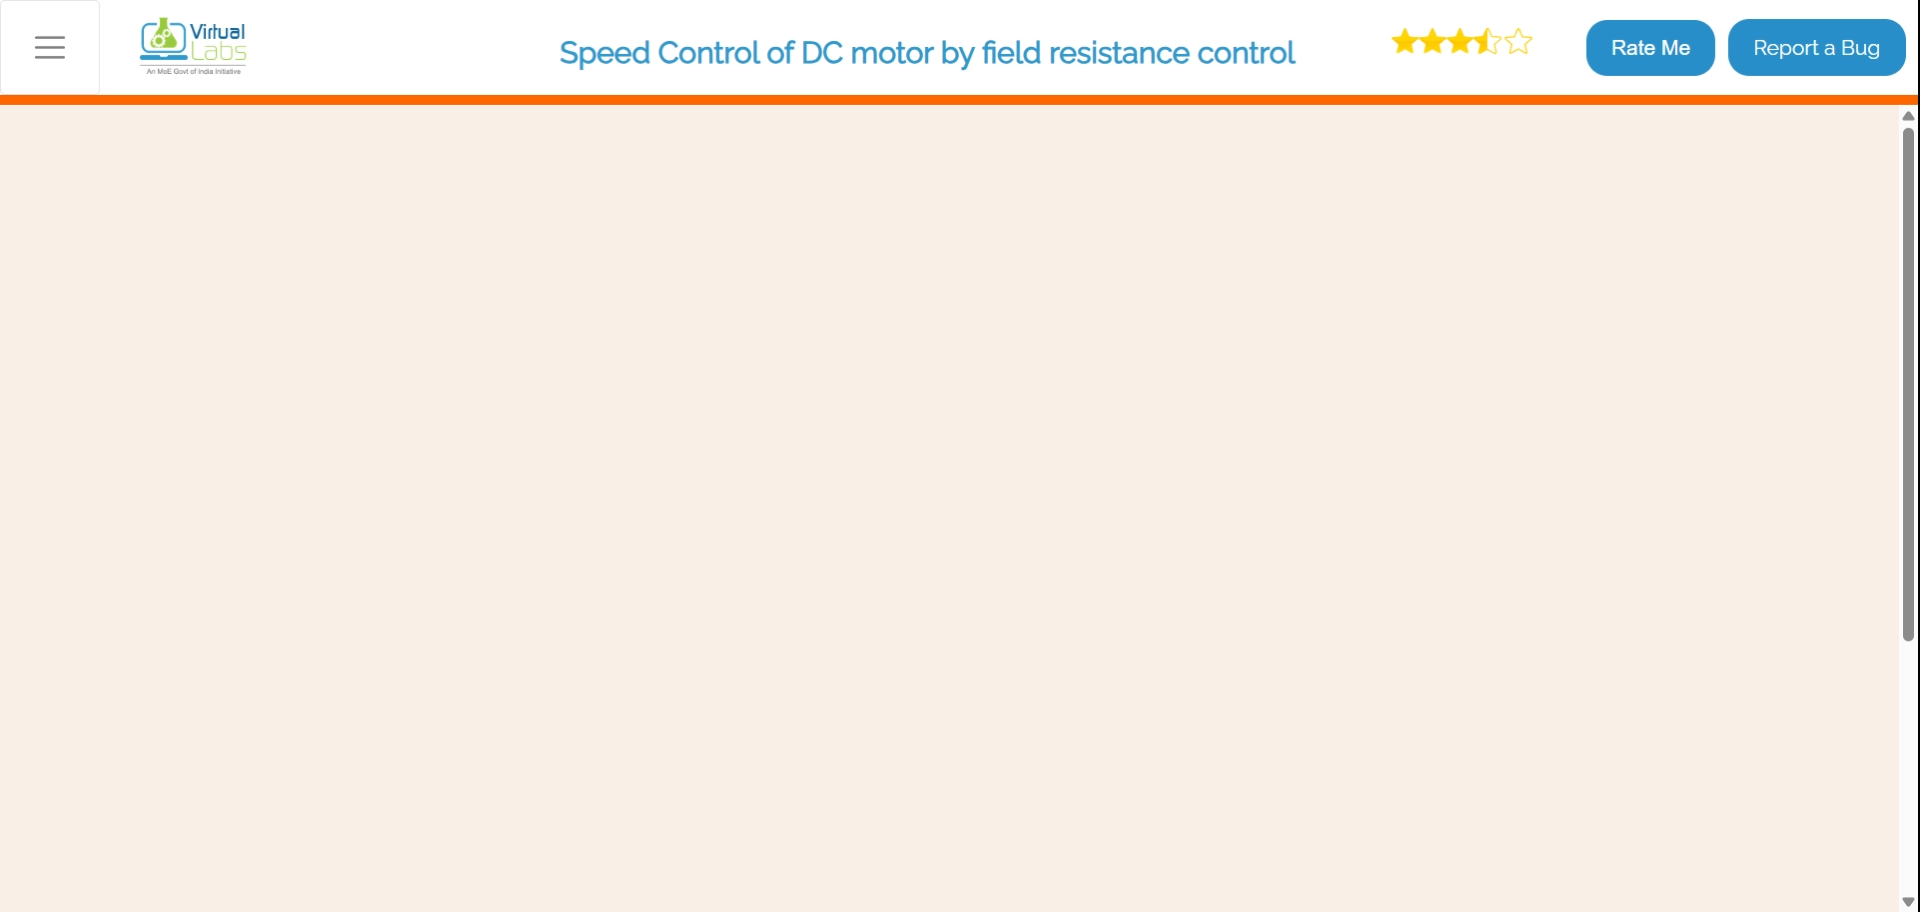 Virtual
Labs
An MoE Govt of India Initiative
Speed Control of DC motor by field resistance control
Rate Me
Report a Bug